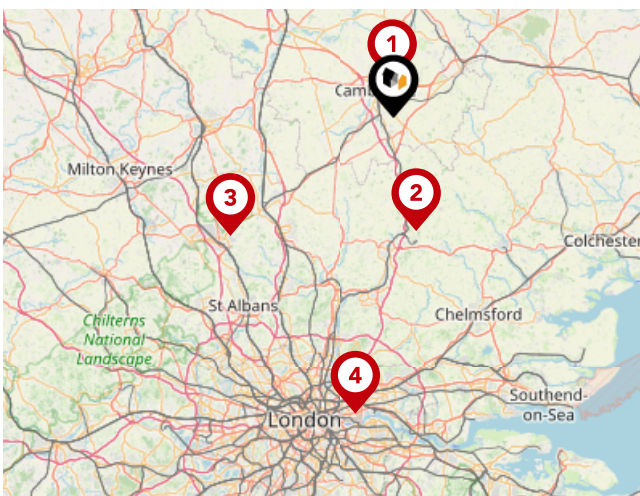 1
Camb
Milton Keynes
3
2
Colchester
St Albans
Chilterns
National
Landscape
Chelmsford
4
London
Southend-
on-Sea